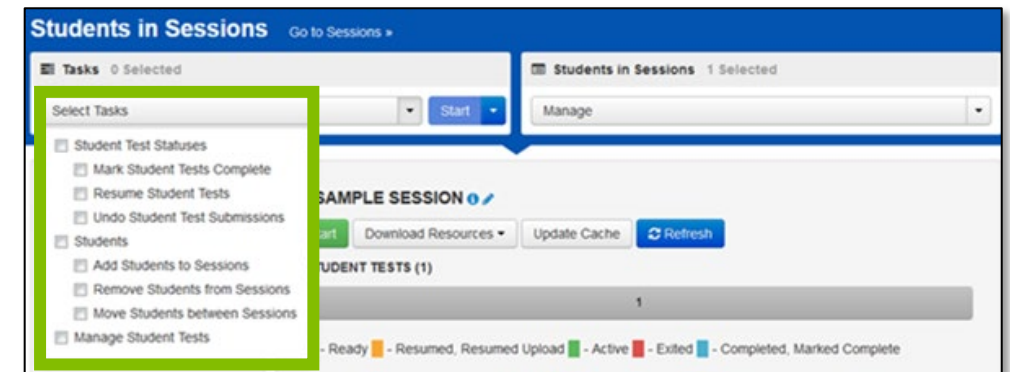 Students in Sessions Go to Sessions »
Tasks 0 Selected
Students in Sessions 1 Selected
Select Tasks
Start
Manage
Student Test Statuses
Mark Student Tests Complete
Resume Student Tests
Undo Student Test Submissions
Students
Add Students to Sessions
Remove Students from Sessions
Move Students between Sessions
Manage Student Tests
SAMPLE SESSION
Download Resources
Update Cache
Refresh
UDENT TESTS (1)
1
- Ready - Resumed, Resumed Upload - Active - Exited - Completed, Marked Complete